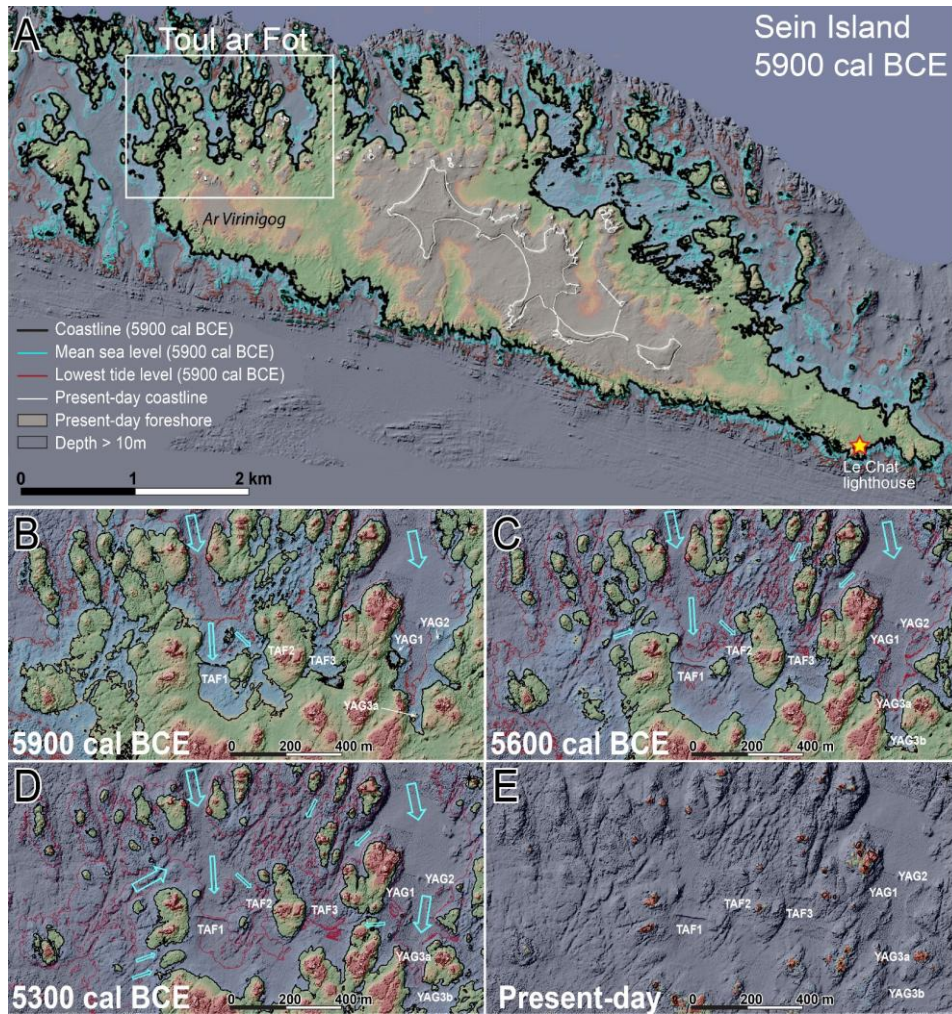 A
Toul ar Fot
Sein Island
5900 cal BCE
Ar Virinigog
Coastline (5900 cal BCE)
Mean sea level (5900 cal BCE)
Lowest tide level (5900 cal BCE)
Present-day coastline
Present-day foreshore
Depth > 10m
0 1 2 km
Le Chat
lighthouse
B
YAG2
YAG1
TAF2
TAF3
TAF1
YAG3a
5900 cal BCE
0 200 400 m
C
YAG2
YAG1
TAF2
TAF3
TAF1
YAG3a
YAG3b
5600 cal BCE
0 200 400 m
D
YAG2
YAG1
TAF2
TAF3
TAF1
YAG3a
YAG3b
5300 cal BCE
0 200 400 m
E
YAG2
YAG1
TAF2
TAF3
TAF1
YAG3a
YAG3b
Present-day
0 200 400 m